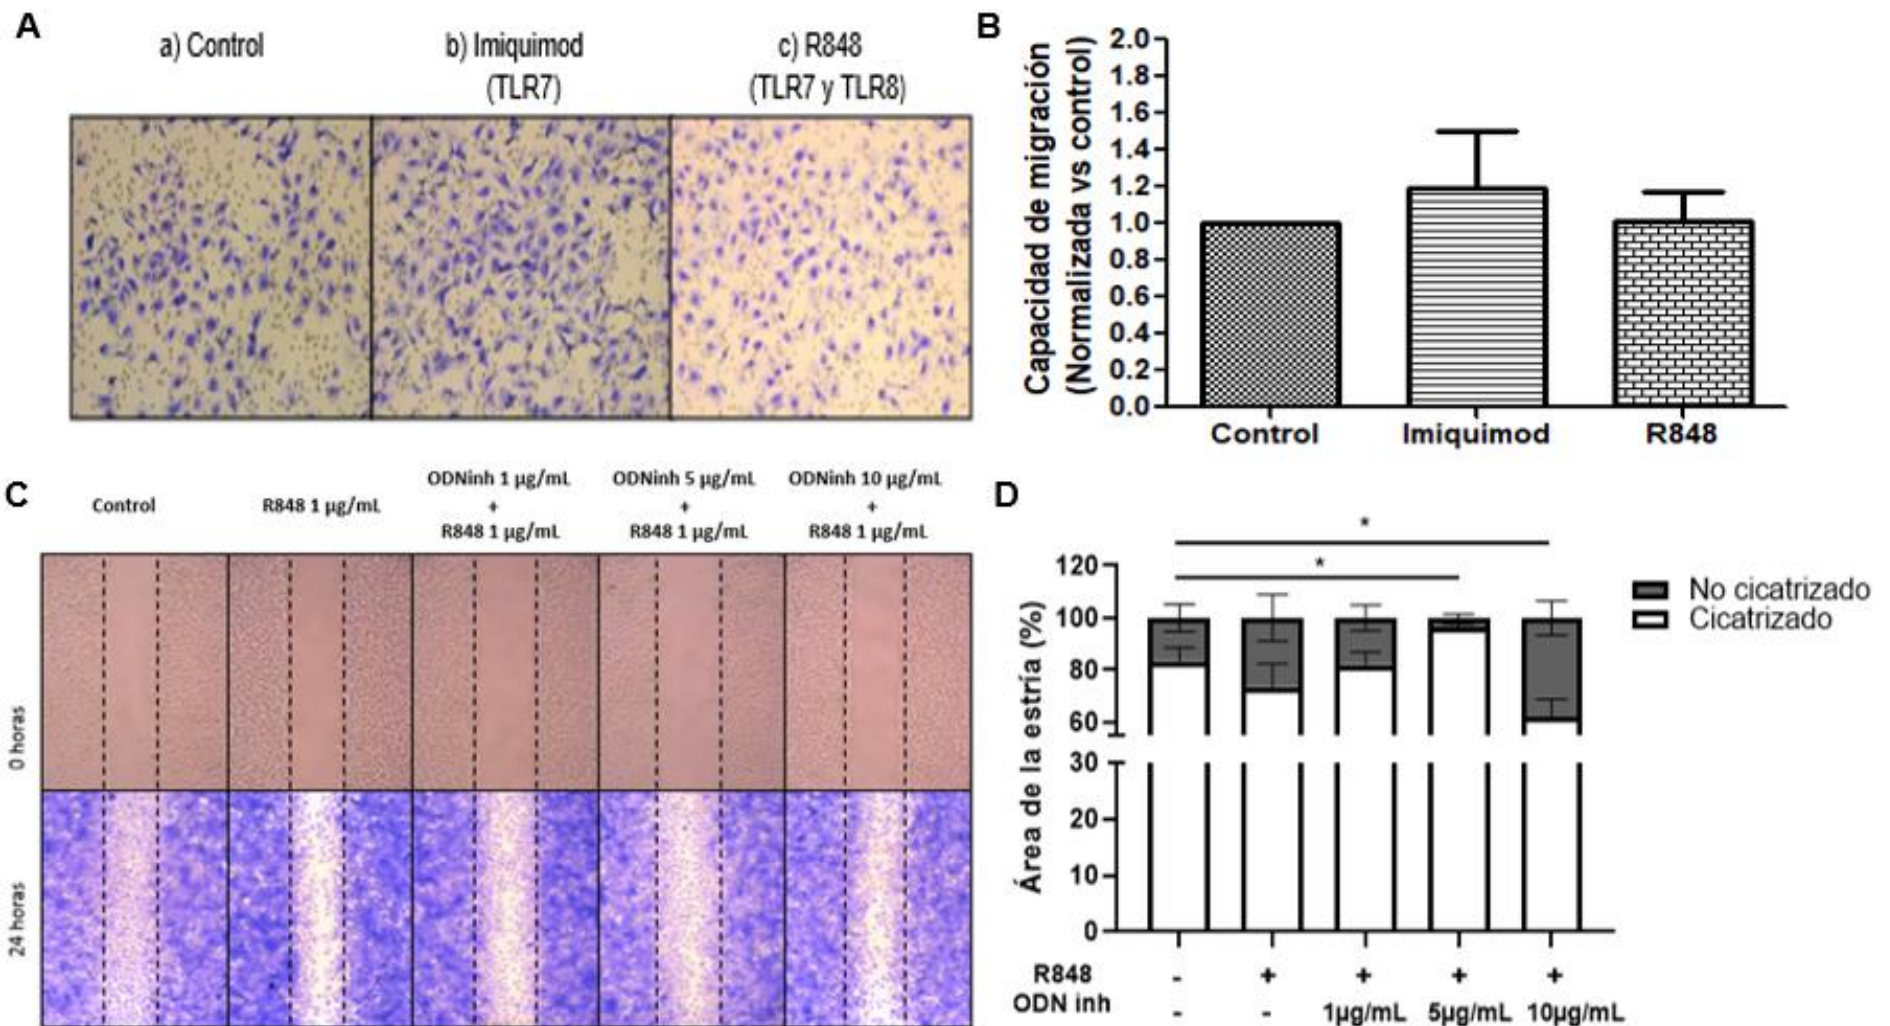 A
a) Control
b) Imiquimod
(TLR7)
c) R848
(TLR7 y TLR8)
B
Capacidad de migración
(Normalizada vs control)
2.0
1.8
1.6
1.4
1.2
1.0
0.8
0.6
0.4
0.2
0.0
Control
Imiquimod
R848
C
Control
R848 1 µg/mL
ODNinh 1 µg/mL
+
R848 1 µg/mL
ODNinh 5 µg/mL
+
R848 1 µg/mL
ODNinh 10 µg/mL
+
R848 1 µg/mL
0 horas
24 horas
D
*
*
Área de la estría (%)
120
100
80
60
30
20
10
0
No cicatrizado
Cicatrizado
R848 - + + + +
ODN inh - - 1µg/mL 5µg/mL 10µg/mL